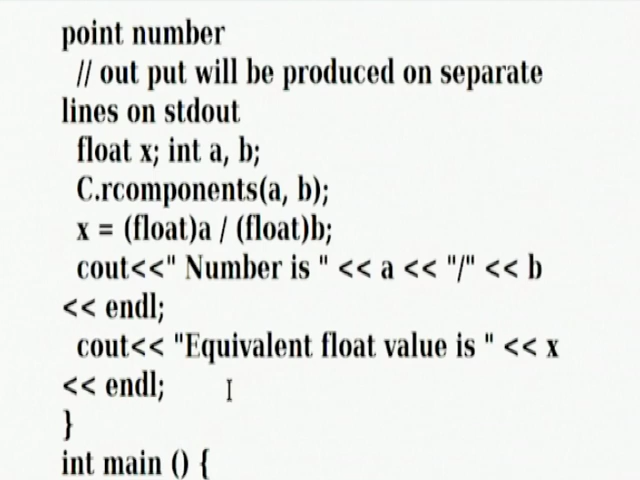 point number
// out put will be produced on separate
lines on stdout
float x; int a, b;
C.rcomponents(a, b);
x = (float)a / (float)b;
cout<<" Number is " << a << "/" << b
<< endl;
cout<< "Equivalent float value is " << x
<< endl;
}
int main () {